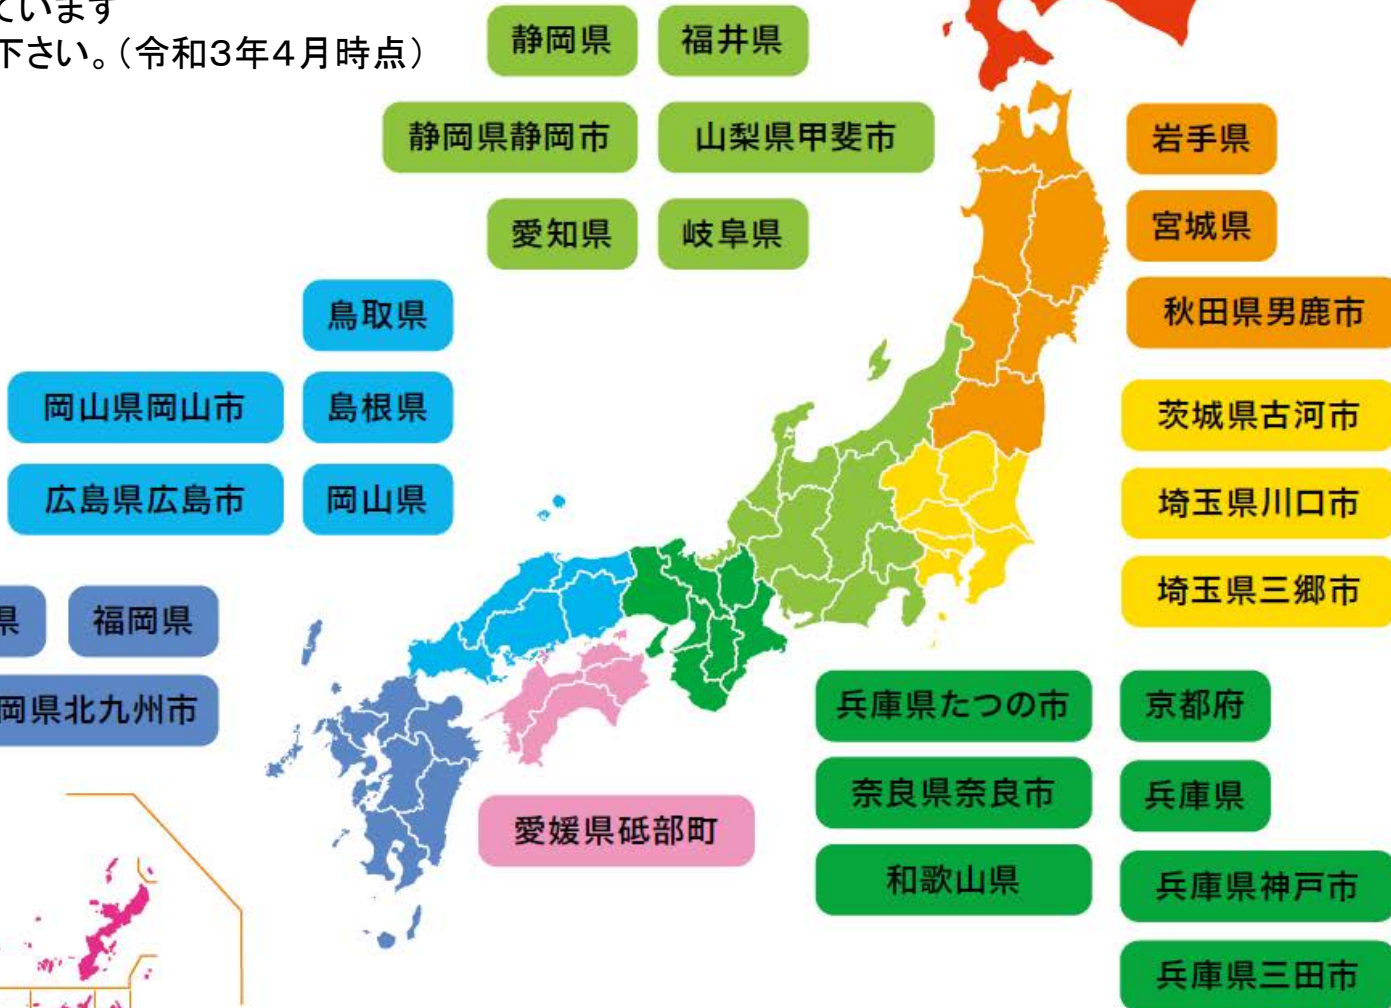 ています
下さい。（令和3年4月時点）
静岡県 福井県
静岡県静岡市 山梨県甲斐市
愛知県 岐阜県
岩手県
宮城県
秋田県男鹿市
鳥取県
岡山県岡山市 島根県
広島県広島市 岡山県
茨城県古河市
埼玉県川口市
埼玉県三郷市
県 福岡県
岡県北九州市
愛媛県砥部町
兵庫県たつの市 京都府
奈良県奈良市 兵庫県
和歌山県 兵庫県神戸市
兵庫県三田市